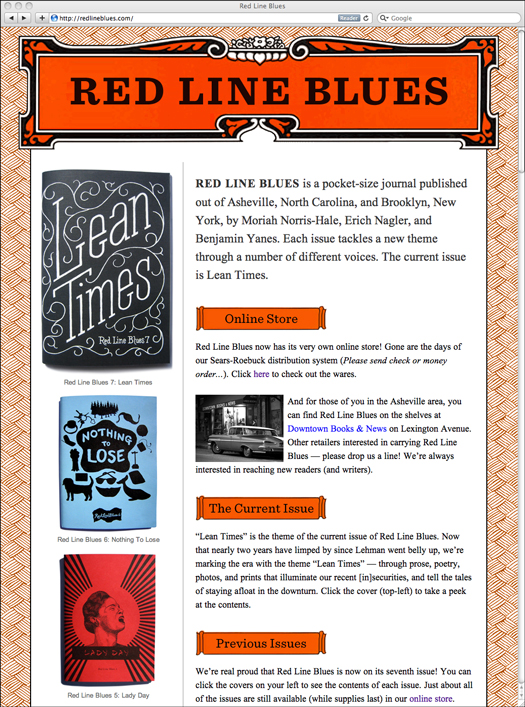 Red Line Blues
http://redlineblues.com/
Reader
Google
RED LINE BLUES
Lean
Times
Red Line Blues 7
Red Line Blues 7: Lean Times
NOTHING
TO
LOSE
Red Line Blues 6: Nothing To Lose
LADY DAY
Red Line Blues 5: Lady Day
RED LINE BLUES is a pocket-size journal published
out of Asheville, North Carolina, and Brooklyn, New
York, by Moriah Norris-Hale, Erich Nagler, and
Benjamin Yanes. Each issue tackles a new theme
through a number of different voices. The current issue
is Lean Times.
Online Store
Red Line Blues now has its very own online store! Gone are the days of
our Sears-Roebuck distribution system (Please send check or money
order...). Click here to check out the wares.
And for those of you in the Asheville area, you
can find Red Line Blues on the shelves at
Downtown Books & News on Lexington Avenue.
Other retailers interested in carrying Red Line
Blues — please drop us a line! We're always
interested in reaching new readers (and writers).
The Current Issue
“Lean Times” is the theme of the current issue of Red Line Blues. Now
that nearly two years have limped by since Lehman went belly up, we're
marking the era with the theme “Lean Times” — through prose, poetry,
photos, and prints that illuminate our recent [in]securities, and tell the tales
of staying afloat in the downturn. Click the cover (top-left) to take a peek
at the contents.
Previous Issues
We're real proud that Red Line Blues is now on its seventh issue! You can
click the covers on your left to see the contents of each issue. Just about all
of the issues are still available (while supplies last) in our online store.